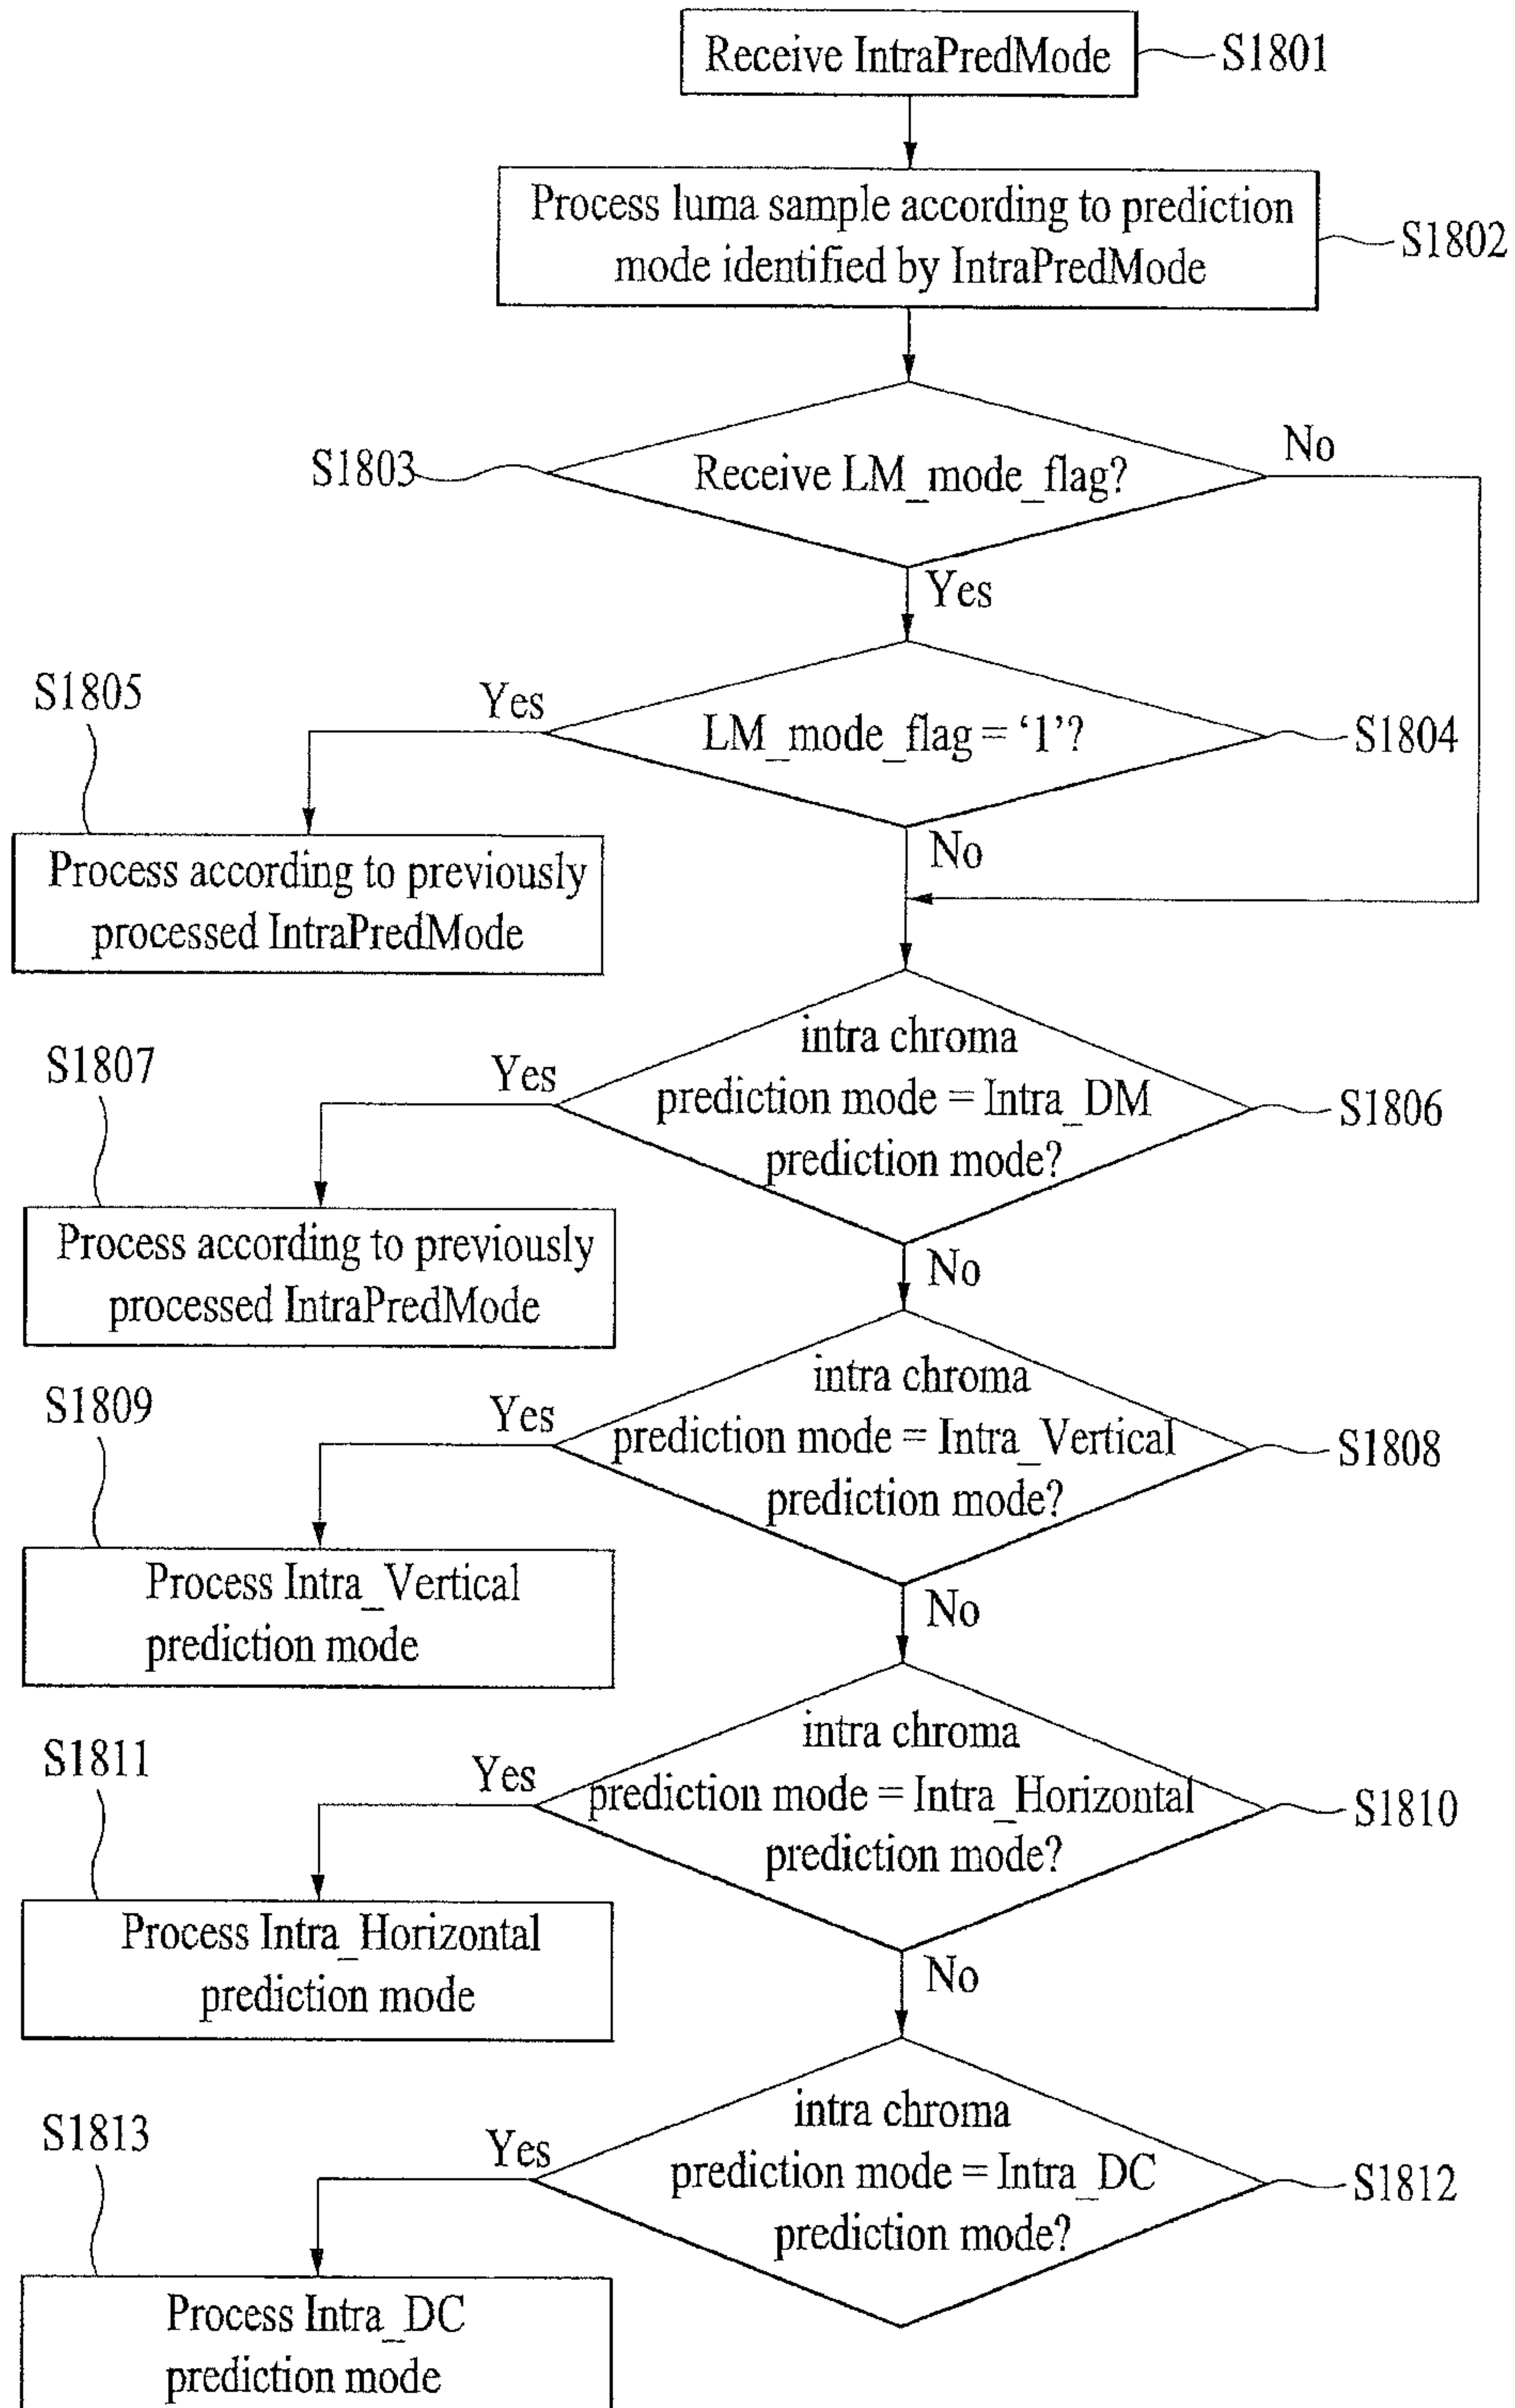 Receive IntraPredMode
S1801
Process luma sample according to prediction
mode identified by IntraPredMode
S1802
S1803
Receive LM_mode_flag?
No
Yes
S1805
Yes
LM_mode_flag = '1'?
S1804
Process according to previously
processed IntraPredMode
No
S1807
Yes
intra chroma
prediction mode = Intra_DM
prediction mode?
S1806
Process according to previously
processed IntraPredMode
No
S1809
Yes
intra chroma
prediction mode = Intra_Vertical
prediction mode?
S1808
Process Intra_Vertical
prediction mode
No
S1811
Yes
intra chroma
prediction mode = Intra_Horizontal
prediction mode?
S1810
Process Intra_Horizontal
prediction mode
No
S1813
Yes
intra chroma
prediction mode = Intra_DC
prediction mode?
S1812
Process Intra_DC
prediction mode